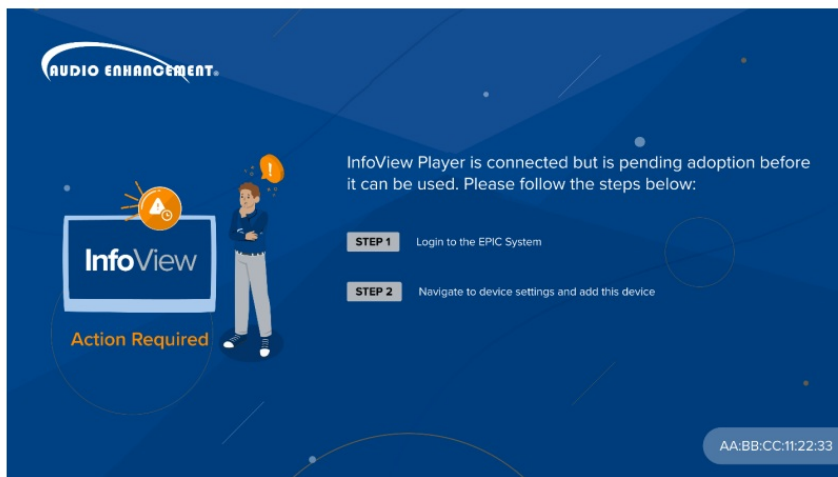 AUDIO ENHANCEMENT®
InfoView Player is connected but is pending adoption before
it can be used. Please follow the steps below:
!
InfoView
STEP 1 Login to the EPIC System
STEP 2 Navigate to device settings and add this device
Action Required
AA:BB:CC:11:22:33